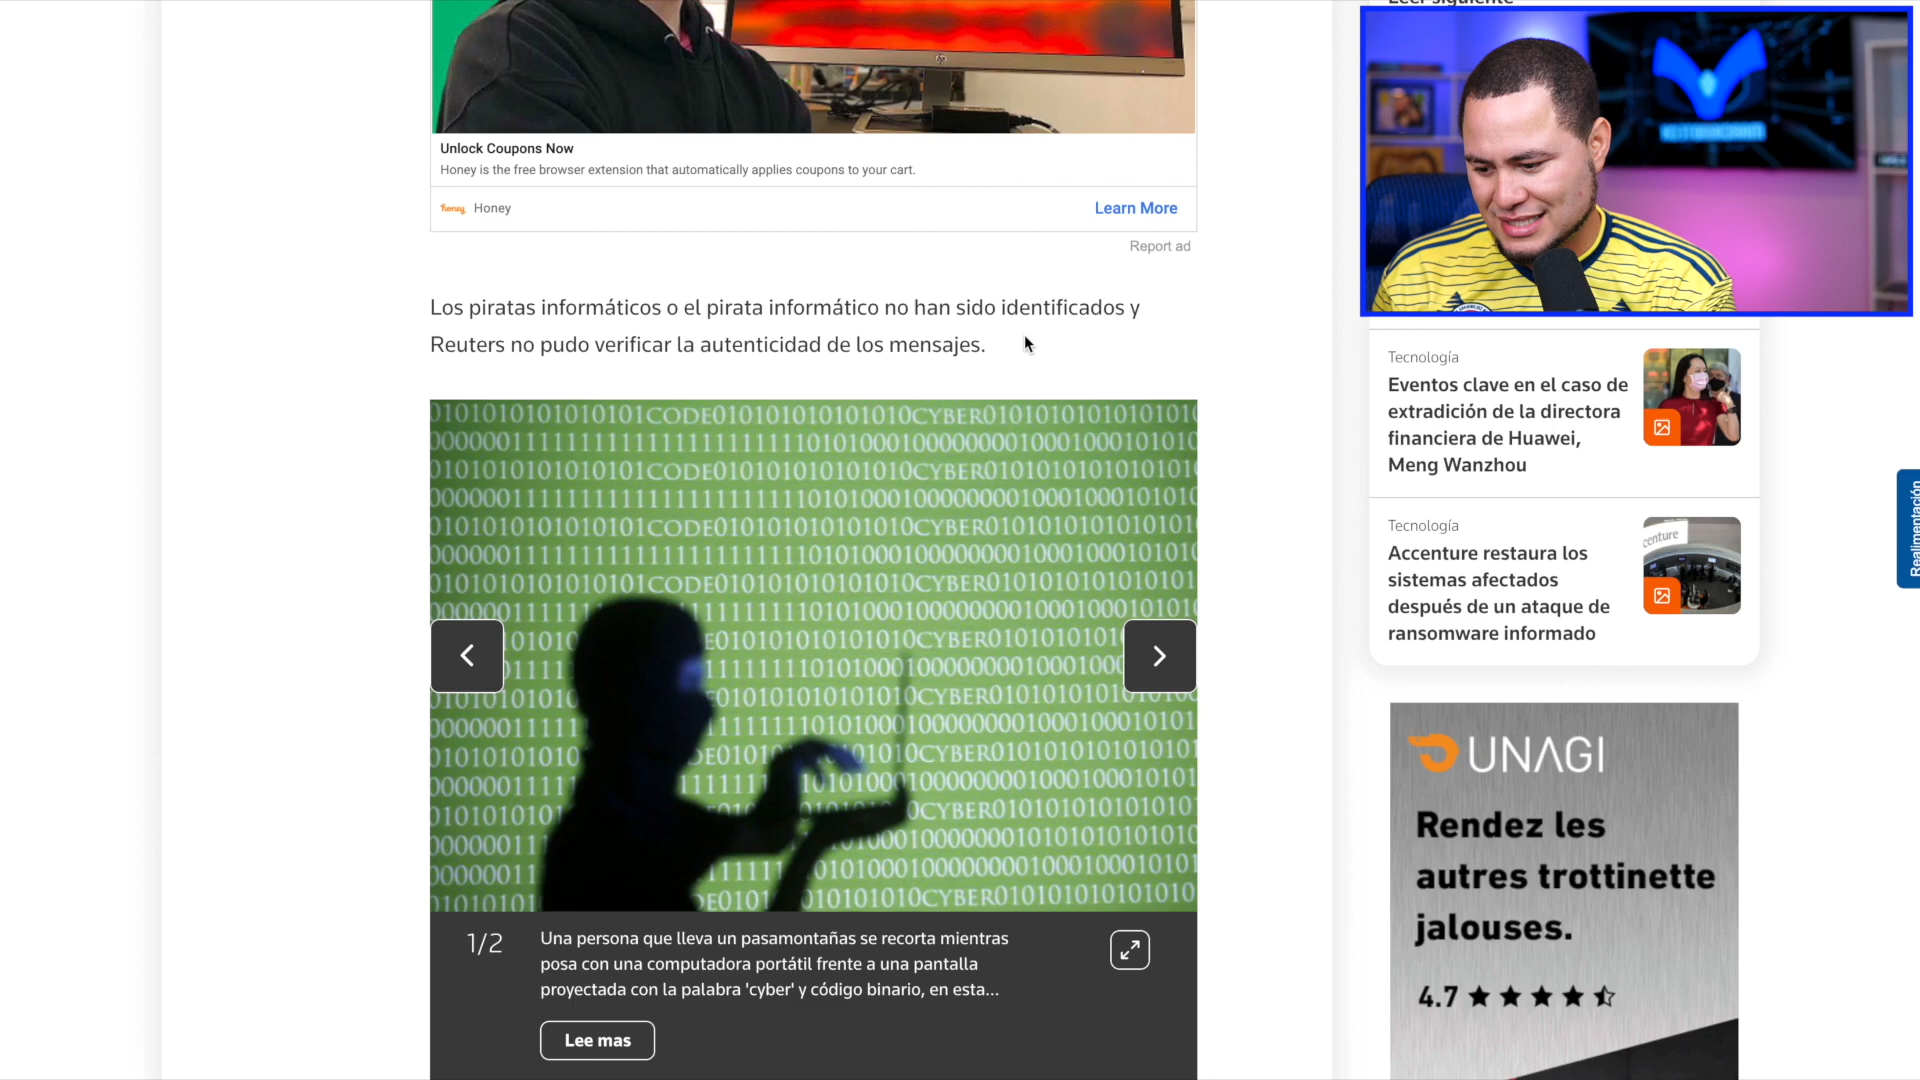 Unlock Coupons Now
Honey is the free browser extension that automatically applies coupons to your cart.
honey Honey
Learn More
Report ad
Los piratas informáticos o el pirata informático no han sido identificados y
Reuters no pudo verificar la autenticidad de los mensajes.
1/2
Una persona que lleva un pasamontañas se recorta mientras
posa con una computadora portátil frente a una pantalla
proyectada con la palabra 'cyber' y código binario, en esta...
Lee mas
Leer siguiente
Tecnología
Eventos clave en el caso de
extradición de la directora
financiera de Huawei,
Meng Wanzhou
Tecnología
Accenture restaura los
sistemas afectados
después de un ataque de
ransomware informado
Realimentación
UNAGI
Rendez les
autres trottinette
jalouses.
4.7